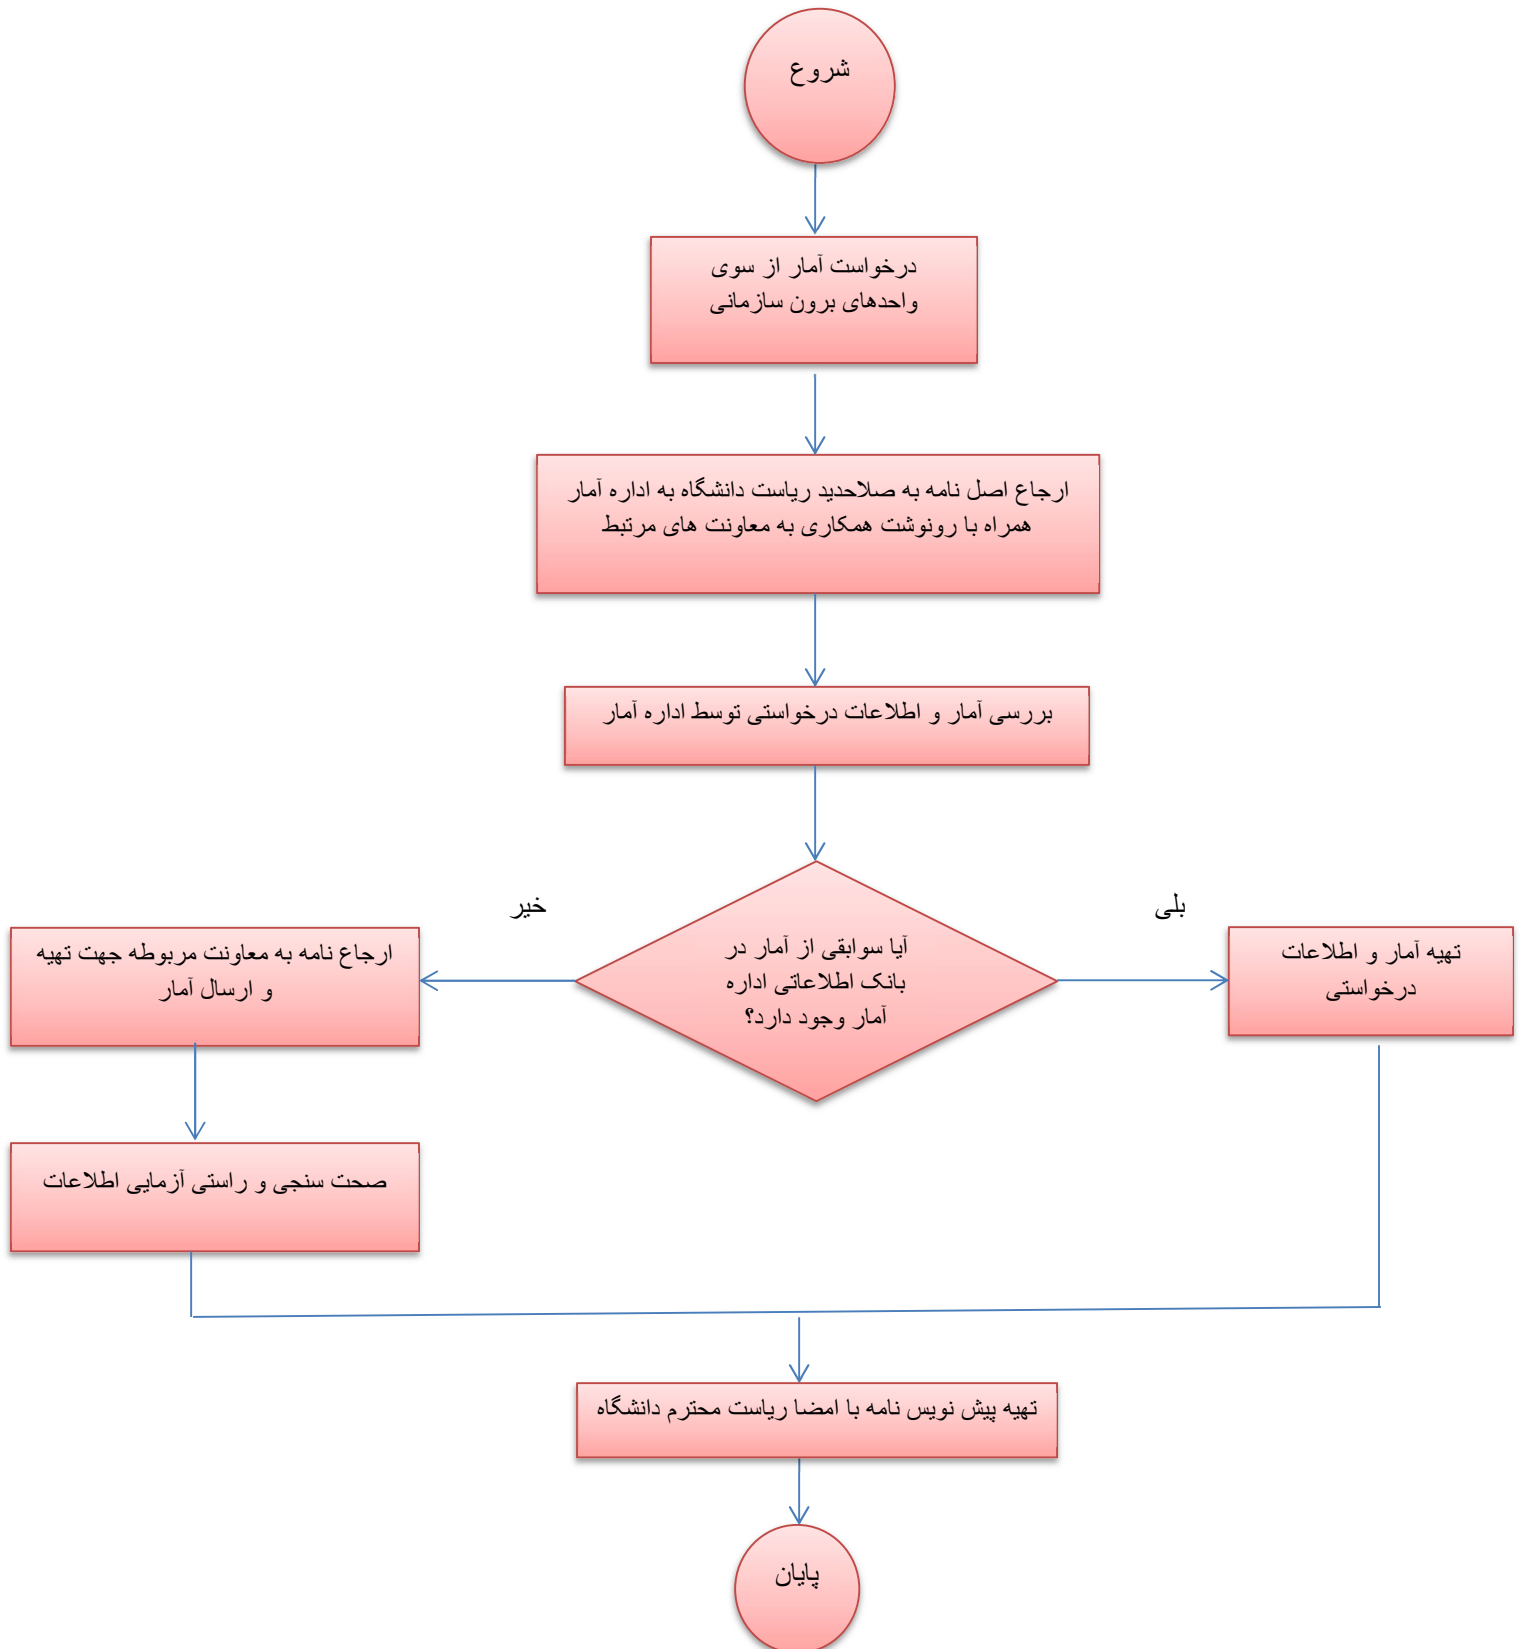 شروع
درخواست آمار از سوی
واحدهای برون سازمانی
ارجاع اصل نامه به صلاحدید ریاست دانشگاه به اداره آمار
همراه با رونوشت همکاری به معاونت های مرتبط
بررسی آمار و اطلاعات درخواستی توسط اداره آمار
آیا سوابقی از آمار در
بانک اطلاعاتی اداره
آمار وجود دارد؟
بلی
تهیه آمار و اطلاعات
درخواستی
خیر
ارجاع نامه به معاونت مربوطه جهت تهیه
و ارسال آمار
صحت سنجی و راستی آزمایی اطلاعات
تهیه پیش نویس نامه با امضا ریاست محترم دانشگاه
پایان